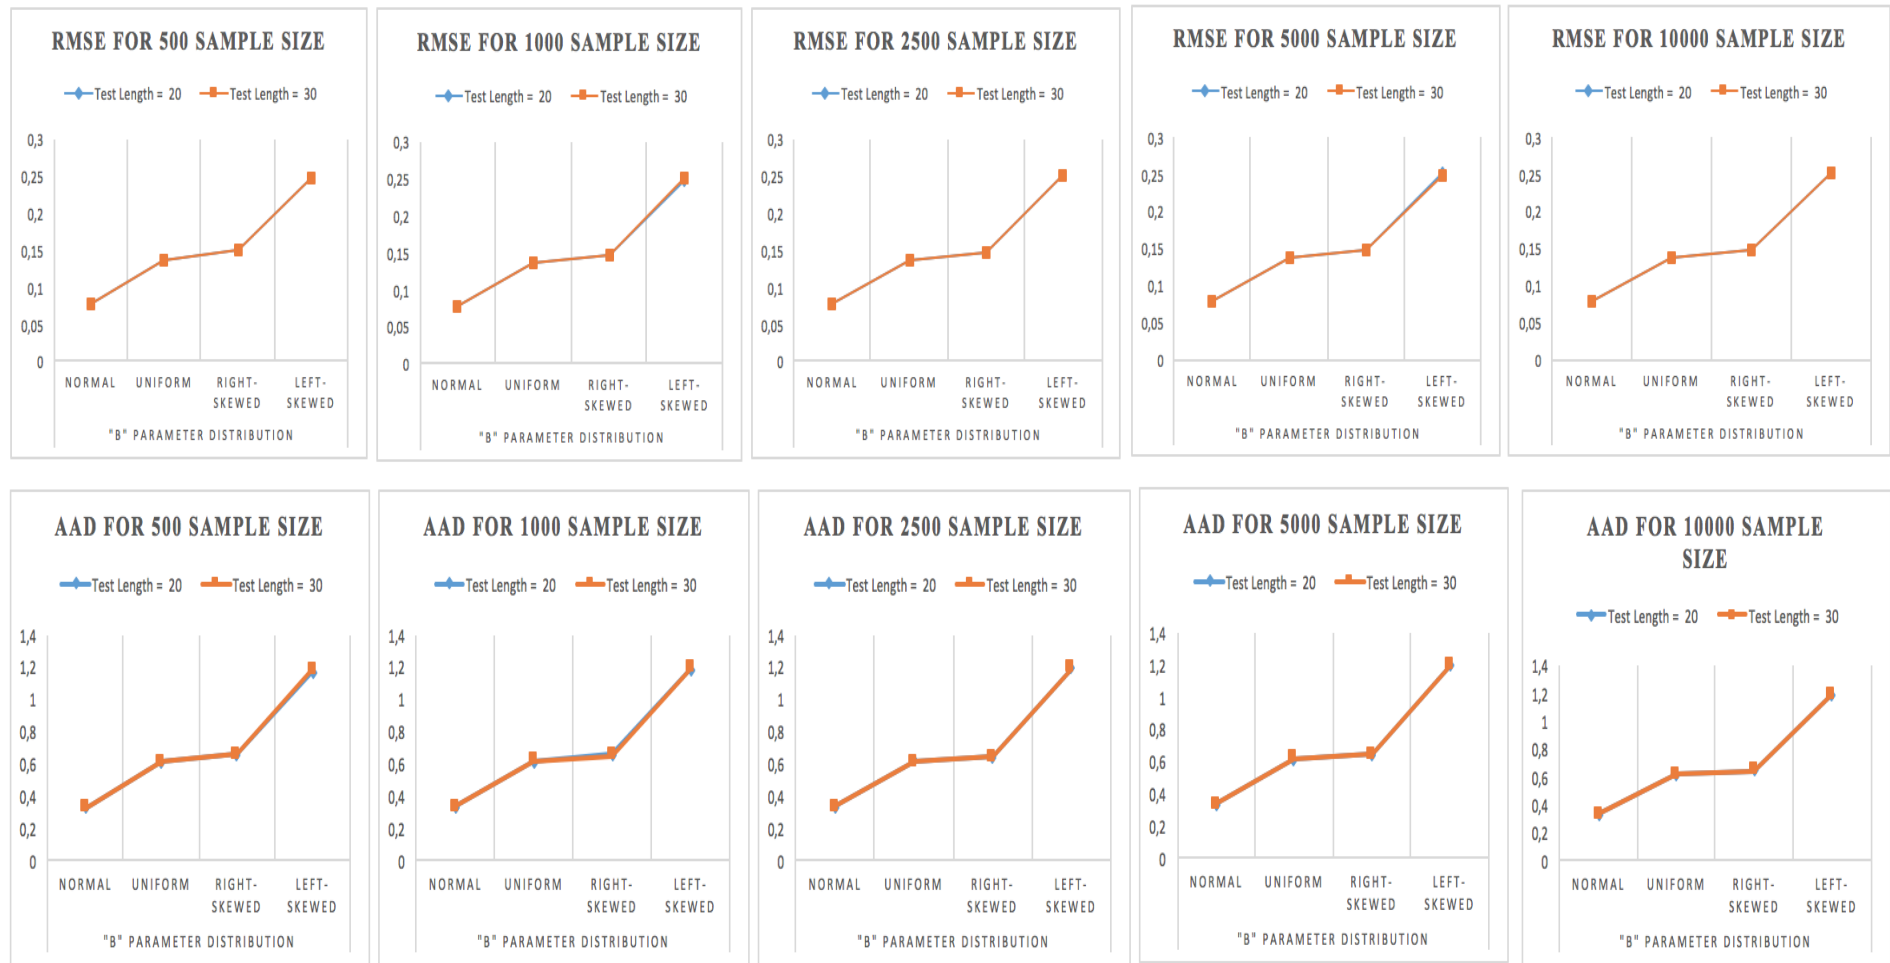 RMSE FOR 500 SAMPLE SIZE
Test Length = 20 Test Length = 30
0,3
0,25
0,2
0,15
0,1
0,05
0
NORMAL UNIFORM RIGHT- LEFT-
SKEWED SKEWED
"B" PARAMETER DISTRIBUTION
RMSE FOR 1000 SAMPLE SIZE
Test Length = 20 Test Length = 30
0,3
0,25
0,2
0,15
0,1
0,05
0
NORMAL UNIFORM RIGHT- LEFT-
SKEWED SKEWED
"B" PARAMETER DISTRIBUTION
RMSE FOR 2500 SAMPLE SIZE
Test Length = 20 Test Length = 30
0,3
0,25
0,2
0,15
0,1
0,05
0
NORMAL UNIFORM RIGHT- LEFT-
SKEWED SKEWED
"B" PARAMETER DISTRIBUTION
RMSE FOR 5000 SAMPLE SIZE
Test Length = 20 Test Length = 30
0,3
0,25
0,2
0,15
0,1
0,05
0
NORMAL UNIFORM RIGHT- LEFT-
SKEWED SKEWED
"B" PARAMETER DISTRIBUTION
RMSE FOR 10000 SAMPLE SIZE
Test Length = 20 Test Length = 30
0,3
0,25
0,2
0,15
0,1
0,05
0
NORMAL UNIFORM RIGHT- LEFT-
SKEWED SKEWED
"B" PARAMETER DISTRIBUTION
AAD FOR 500 SAMPLE SIZE
Test Length = 20 Test Length = 30
1,4
1,2
1
0,8
0,6
0,4
0,2
0
NORMAL UNIFORM RIGHT- LEFT-
SKEWED SKEWED
"B" PARAMETER DISTRIBUTION
AAD FOR 1000 SAMPLE SIZE
Test Length = 20 Test Length = 30
1,4
1,2
1
0,8
0,6
0,4
0,2
0
NORMAL UNIFORM RIGHT- LEFT-
SKEWED SKEWED
"B" PARAMETER DISTRIBUTION
AAD FOR 2500 SAMPLE SIZE
Test Length = 20 Test Length = 30
1,4
1,2
1
0,8
0,6
0,4
0,2
0
NORMAL UNIFORM RIGHT- LEFT-
SKEWED SKEWED
"B" PARAMETER DISTRIBUTION
AAD FOR 5000 SAMPLE SIZE
Test Length = 20 Test Length = 30
1,4
1,2
1
0,8
0,6
0,4
0,2
0
NORMAL UNIFORM RIGHT- LEFT-
SKEWED SKEWED
"B" PARAMETER DISTRIBUTION
AAD FOR 10000 SAMPLE
SIZE
Test Length = 20 Test Length = 30
1,4
1,2
1
0,8
0,6
0,4
0,2
0
NORMAL UNIFORM RIGHT- LEFT-
SKEWED SKEWED
"B" PARAMETER DISTRIBUTION